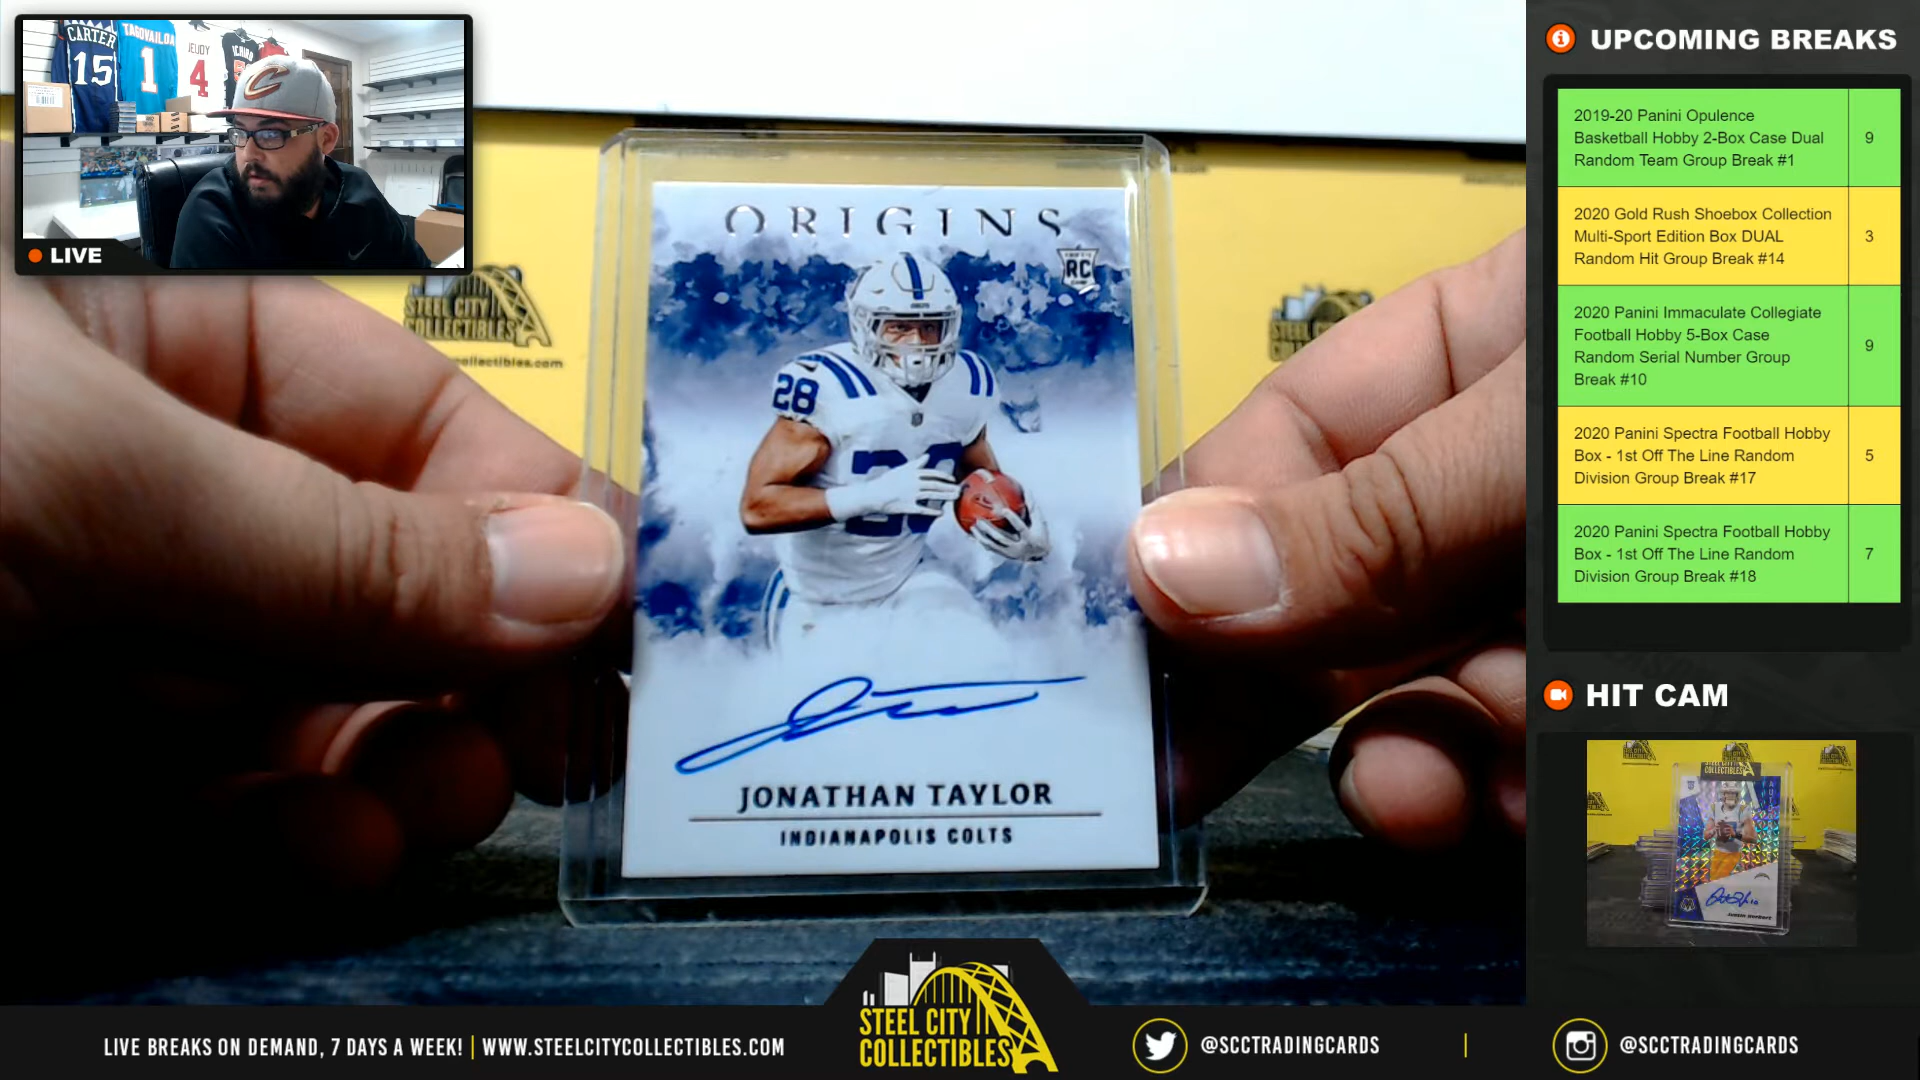 CARTER
15
TAGOVAILOA
1
JEUDY
4
LIVE
ORIGINS
RC
28
28
JONATHAN TAYLOR
INDIANAPOLIS COLTS
STEEL CITY
COLLECTIBLES
UPCOMING BREAKS
2019-20 Panini Opulence
Basketball Hobby 2-Box Case Dual
Random Team Group Break #1
9
2020 Gold Rush Shoebox Collection
Multi-Sport Edition Box DUAL
Random Hit Group Break #14
3
2020 Panini Immaculate Collegiate
Football Hobby 5-Box Case
Random Serial Number Group
Break #10
9
2020 Panini Spectra Football Hobby
Box - 1st Off The Line Random
Division Group Break #17
5
2020 Panini Spectra Football Hobby
Box - 1st Off The Line Random
Division Group Break #18
7
HIT CAM
STEEL CITY
COLLECTIBLES
Justin Herbert
LIVE BREAKS ON DEMAND, 7 DAYS A WEEK! | WWW.STEELCITYCOLLECTIBLES.COM
STEEL CITY
COLLECTIBLES
@SCCTRADINGCARDS
|
@SCCTRADINGCARDS